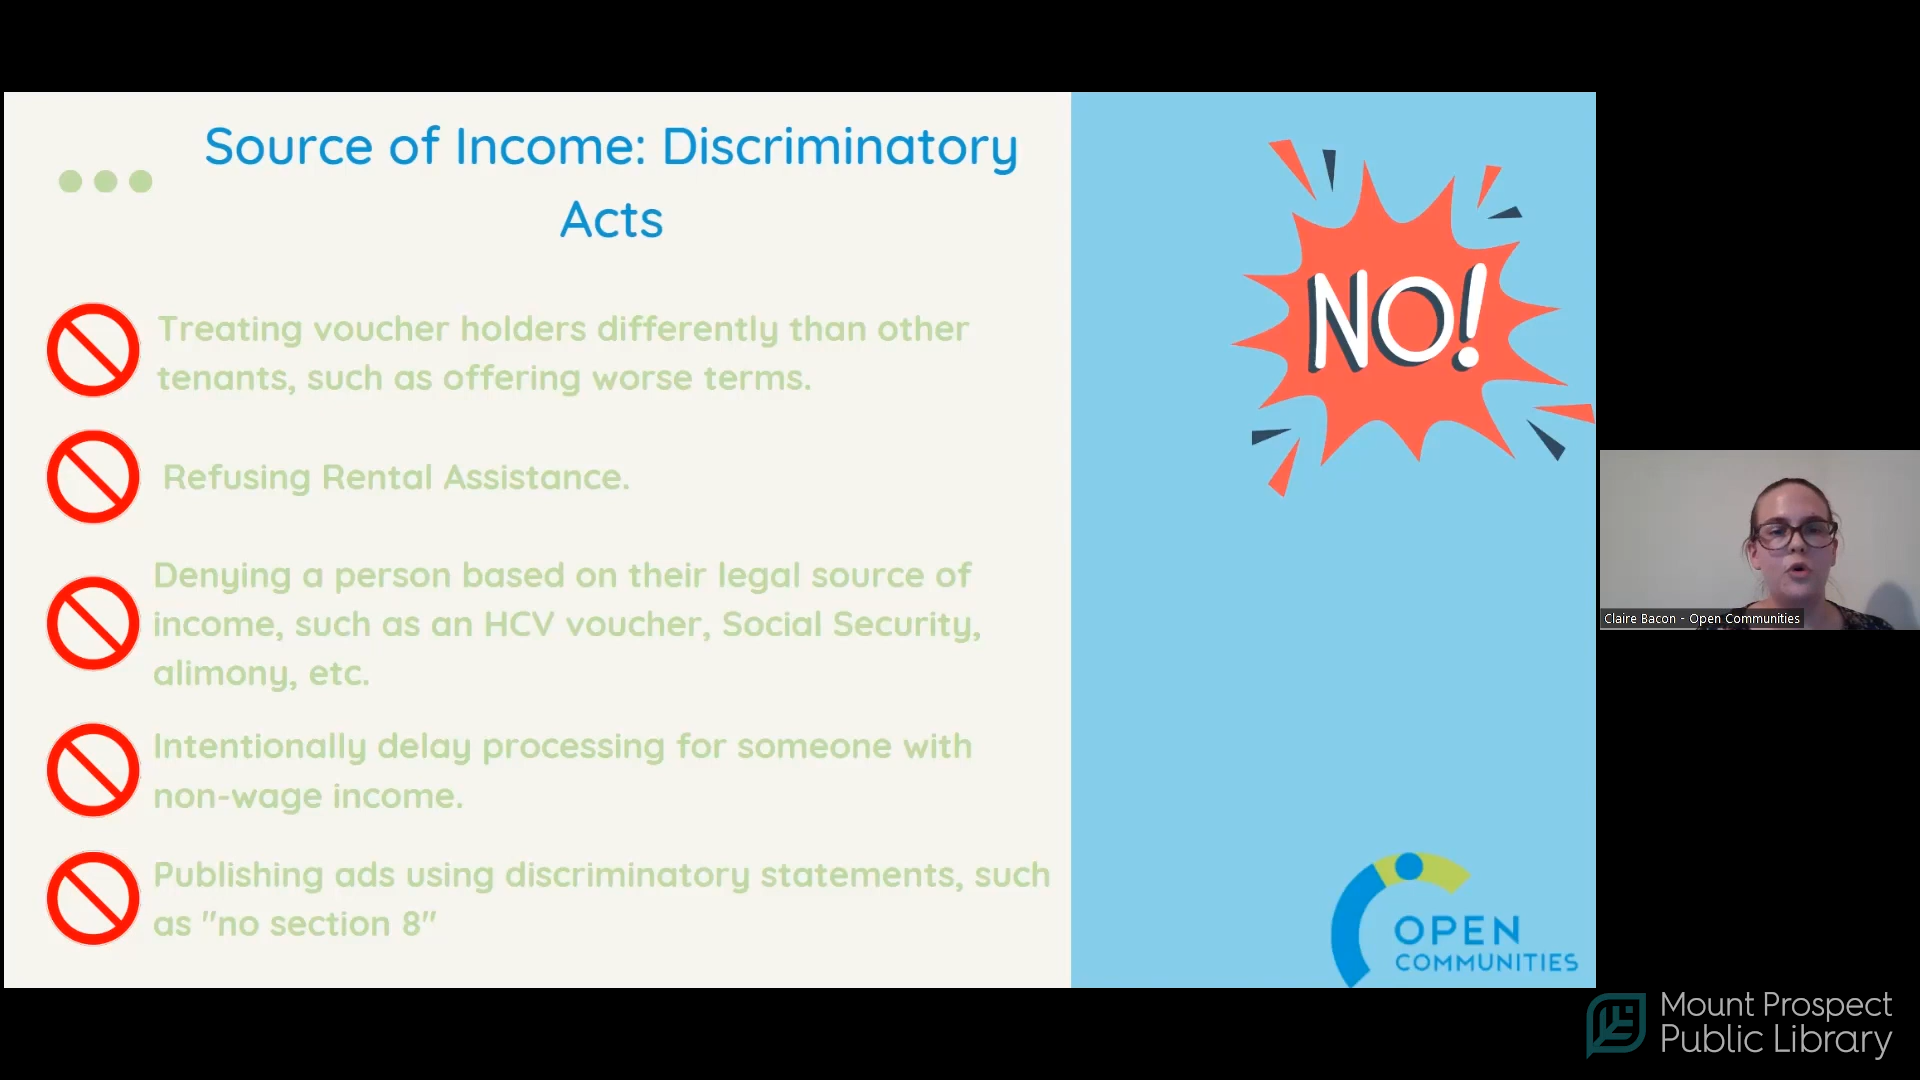 Source of Income: Discriminatory
Acts
Treating voucher holders differently than other
tenants, such as offering worse terms.
Refusing Rental Assistance.
Denying a person based on their legal source of
income, such as an HCV voucher, Social Security,
alimony, etc.
Intentionally delay processing for someone with
non-wage income.
Publishing ads using discriminatory statements, such
as "no section 8"
NO!
OPEN
COMMUNITIES
Claire Bacon - Open Communities
Mount Prospect
Public Library